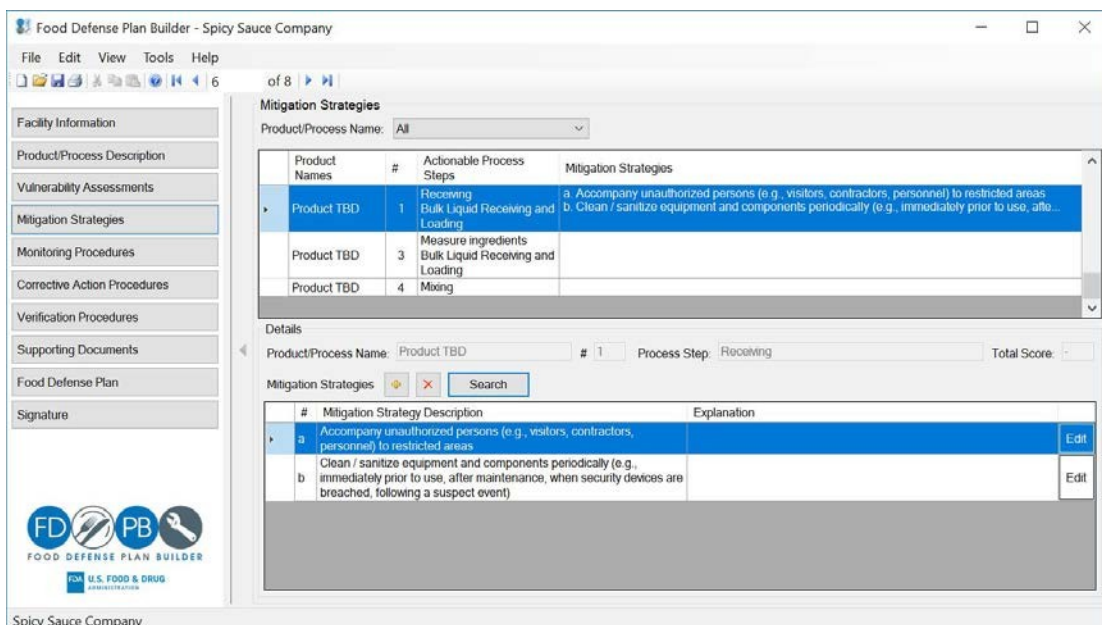 Food Defense Plan Builder - Spicy Sauce Company
File Edit View Tools Help
6 of 8
Facility Information
Product/Process Description
Vulnerability Assessments
Mitigation Strategies
Monitoring Procedures
Corrective Action Procedures
Verification Procedures
Supporting Documents
Food Defense Plan
Signature
FD PB
FOOD DEFENSE PLAN BUILDER
FDA U.S. FOOD & DRUG
ADMINISTRATION
Mitigation Strategies
Product/Process Name: All
Product Names # Actionable Process Steps Mitigation Strategies
Product TBD 1 Receiving
Bulk Liquid Receiving and
Loading
a. Accompany unauthorized persons (e.g., visitors, contractors, personnel) to restricted areas
b. Clean / sanitize equipment and components periodically (e.g., immediately prior to use, afte...
Product TBD 3 Measure ingredients
Bulk Liquid Receiving and
Loading
Product TBD 4 Mixing
Details
Product/Process Name: Product TBD # 1 Process Step: Receiving Total Score: -
Mitigation Strategies Search
# Mitigation Strategy Description Explanation
a Accompany unauthorized persons (e.g., visitors, contractors,
personnel) to restricted areas
Edit
b Clean / sanitize equipment and components periodically (e.g.,
immediately prior to use, after maintenance, when security devices are
breached, following a suspect event)
Edit
Spicy Sauce Company